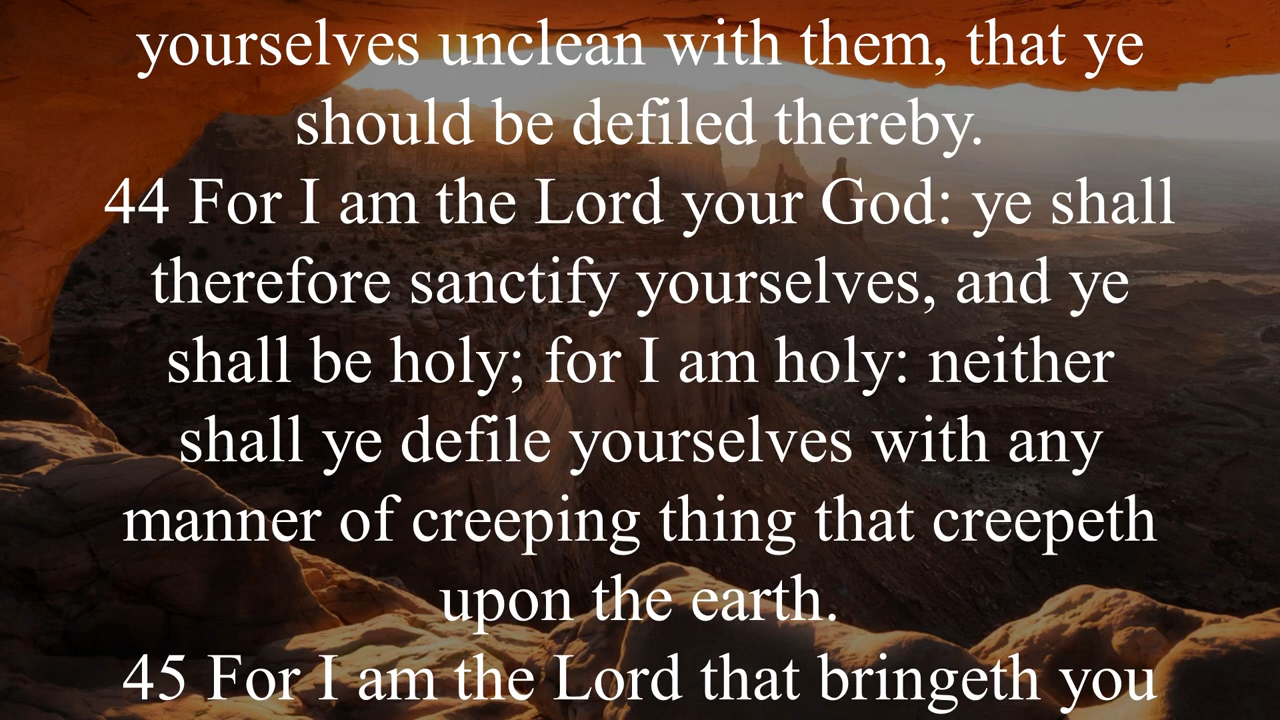 yourselves unclean with them, that ye
should be defiled thereby.
44 For I am the Lord your God: ye shall
therefore sanctify yourselves, and ye
shall be holy; for I am holy: neither
shall ye defile yourselves with any
manner of creeping thing that creepeth
upon the earth.
45 For I am the Lord that bringeth you